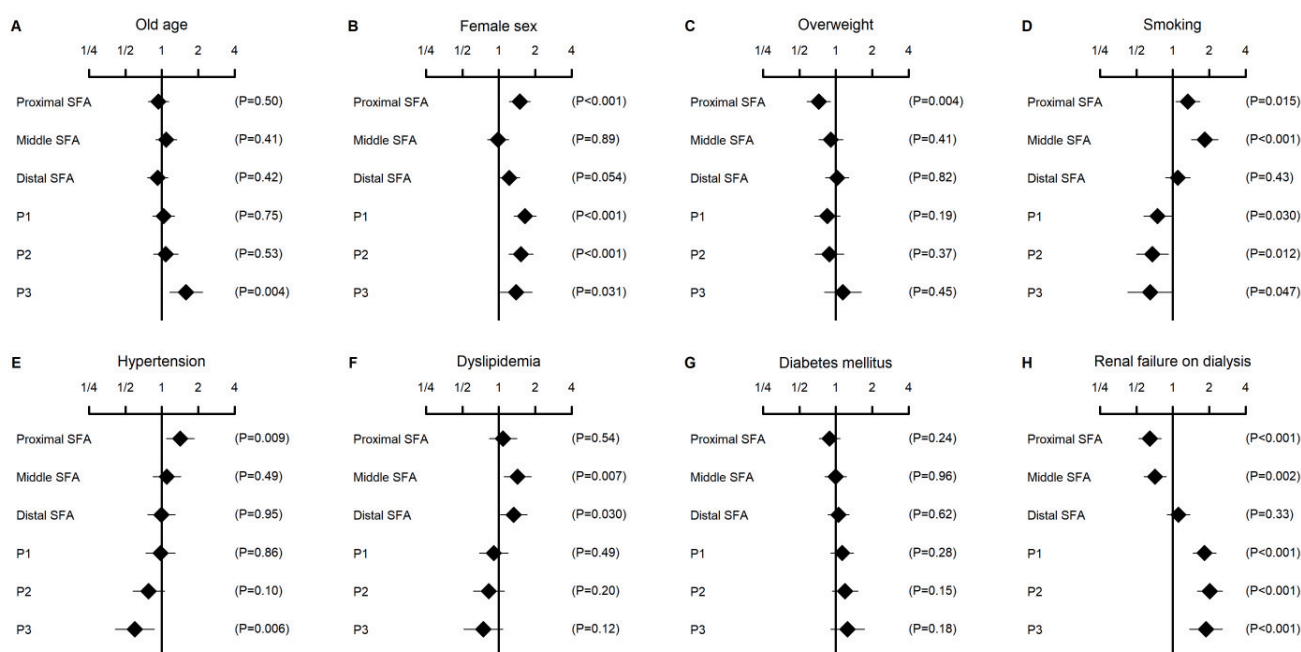 A Old age
1/4 1/2 1 2 4
Proximal SFA (P=0.50)
Middle SFA (P=0.41)
Distal SFA (P=0.42)
P1 (P=0.75)
P2 (P=0.53)
P3 (P=0.004)
B Female sex
1/4 1/2 1 2 4
Proximal SFA (P<0.001)
Middle SFA (P=0.89)
Distal SFA (P=0.054)
P1 (P<0.001)
P2 (P<0.001)
P3 (P=0.031)
C Overweight
1/4 1/2 1 2 4
Proximal SFA (P=0.004)
Middle SFA (P=0.41)
Distal SFA (P=0.82)
P1 (P=0.19)
P2 (P=0.37)
P3 (P=0.45)
D Smoking
1/4 1/2 1 2 4
Proximal SFA (P=0.015)
Middle SFA (P<0.001)
Distal SFA (P=0.43)
P1 (P=0.030)
P2 (P=0.012)
P3 (P=0.047)
E Hypertension
1/4 1/2 1 2 4
Proximal SFA (P=0.009)
Middle SFA (P=0.49)
Distal SFA (P=0.95)
P1 (P=0.86)
P2 (P=0.10)
P3 (P=0.006)
F Dyslipidemia
1/4 1/2 1 2 4
Proximal SFA (P=0.54)
Middle SFA (P=0.007)
Distal SFA (P=0.030)
P1 (P=0.49)
P2 (P=0.20)
P3 (P=0.12)
G Diabetes mellitus
1/4 1/2 1 2 4
Proximal SFA (P=0.24)
Middle SFA (P=0.96)
Distal SFA (P=0.62)
P1 (P=0.28)
P2 (P=0.15)
P3 (P=0.18)
H Renal failure on dialysis
1/4 1/2 1 2 4
Proximal SFA (P<0.001)
Middle SFA (P=0.002)
Distal SFA (P=0.33)
P1 (P<0.001)
P2 (P<0.001)
P3 (P<0.001)